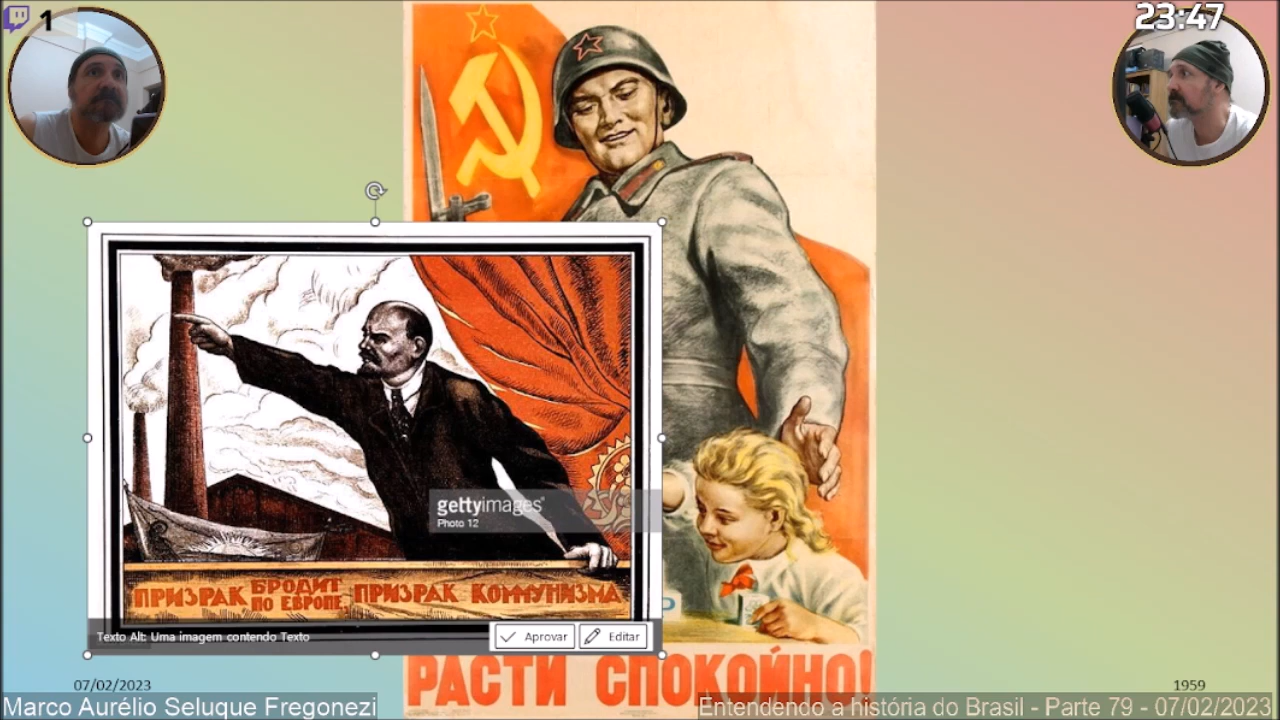 1
23:47
gettyimages®
Photo 12
ПРИЗРАК БРОДИТ ПО ЕВРОПЕ, ПРИЗРАК КОММУНИЗМА
Texto Alt: Uma imagem contendo Texto
Aprovar
Editar
РАСТИ СПОКОЙНО!
07/02/2023
1959
Marco Aurélio Seluque Fregonezi
Entendendo a história do Brasil - Parte 79 - 07/02/2023